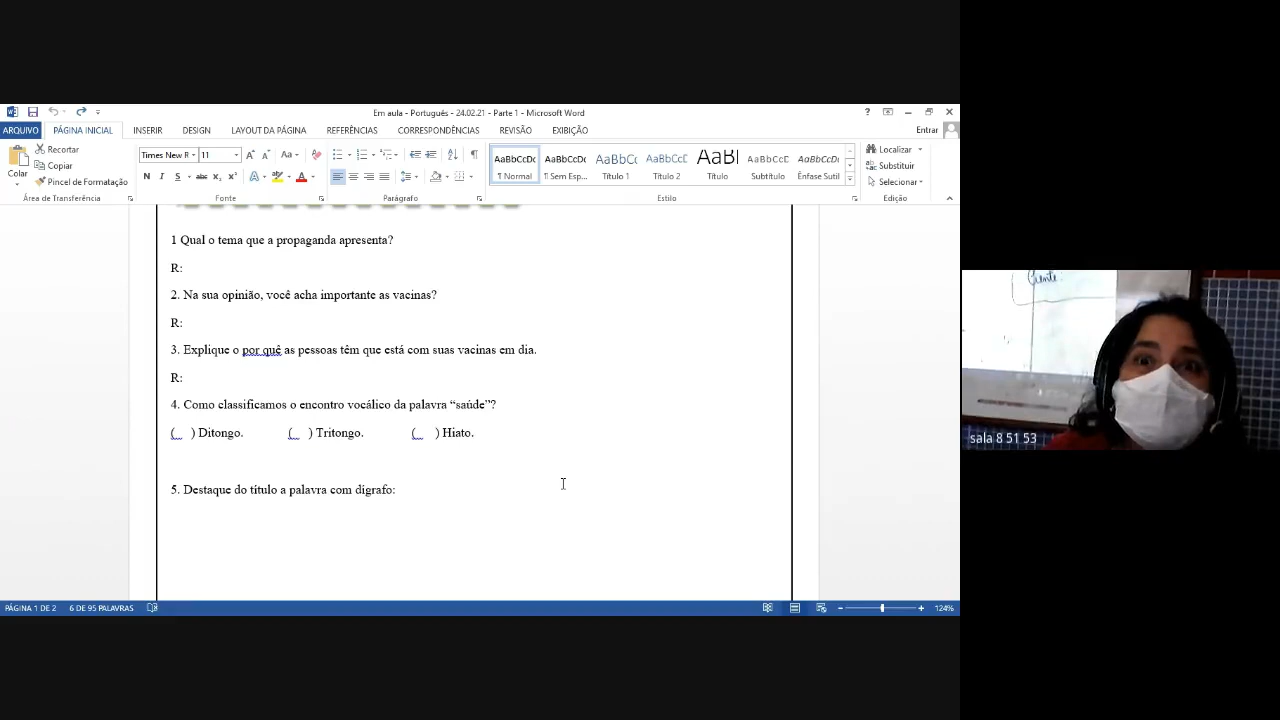 Em aula - Português - 24.02.21 - Parte 1 - Microsoft Word
Entrar
ARQUIVO PÁGINA INICIAL INSERIR DESIGN LAYOUT DA PÁGINA REFERÊNCIAS CORRESPONDÊNCIAS REVISÃO EXIBIÇÃO
Colar
Recortar
Copiar
Pincel de Formatação
Área de Transferência
Times New R 11
N I S abc X₂ X²
Fonte
Parágrafo
AaBbCcDc AaBbCcDc AaBbCc AaBbCcD AaBl AaBbCcD AaBbCcDi
¶ Normal ¶ Sem Esp... Título 1 Título 2 Título Subtítulo Ênfase Sutil
Estilo
Localizar
Substituir
Selecionar
Edição
1 Qual o tema que a propaganda apresenta?
R:
2. Na sua opinião, você acha importante as vacinas?
R:
3. Explique o por quê as pessoas têm que está com suas vacinas em dia.
R:
4. Como classificamos o encontro vocálico da palavra “saúde”?
( ) Ditongo. ( ) Tritongo. ( ) Hiato.
5. Destaque do título a palavra com dígrafo:
PÁGINA 1 DE 2 6 DE 95 PALAVRAS
124%
sala 8 51 53